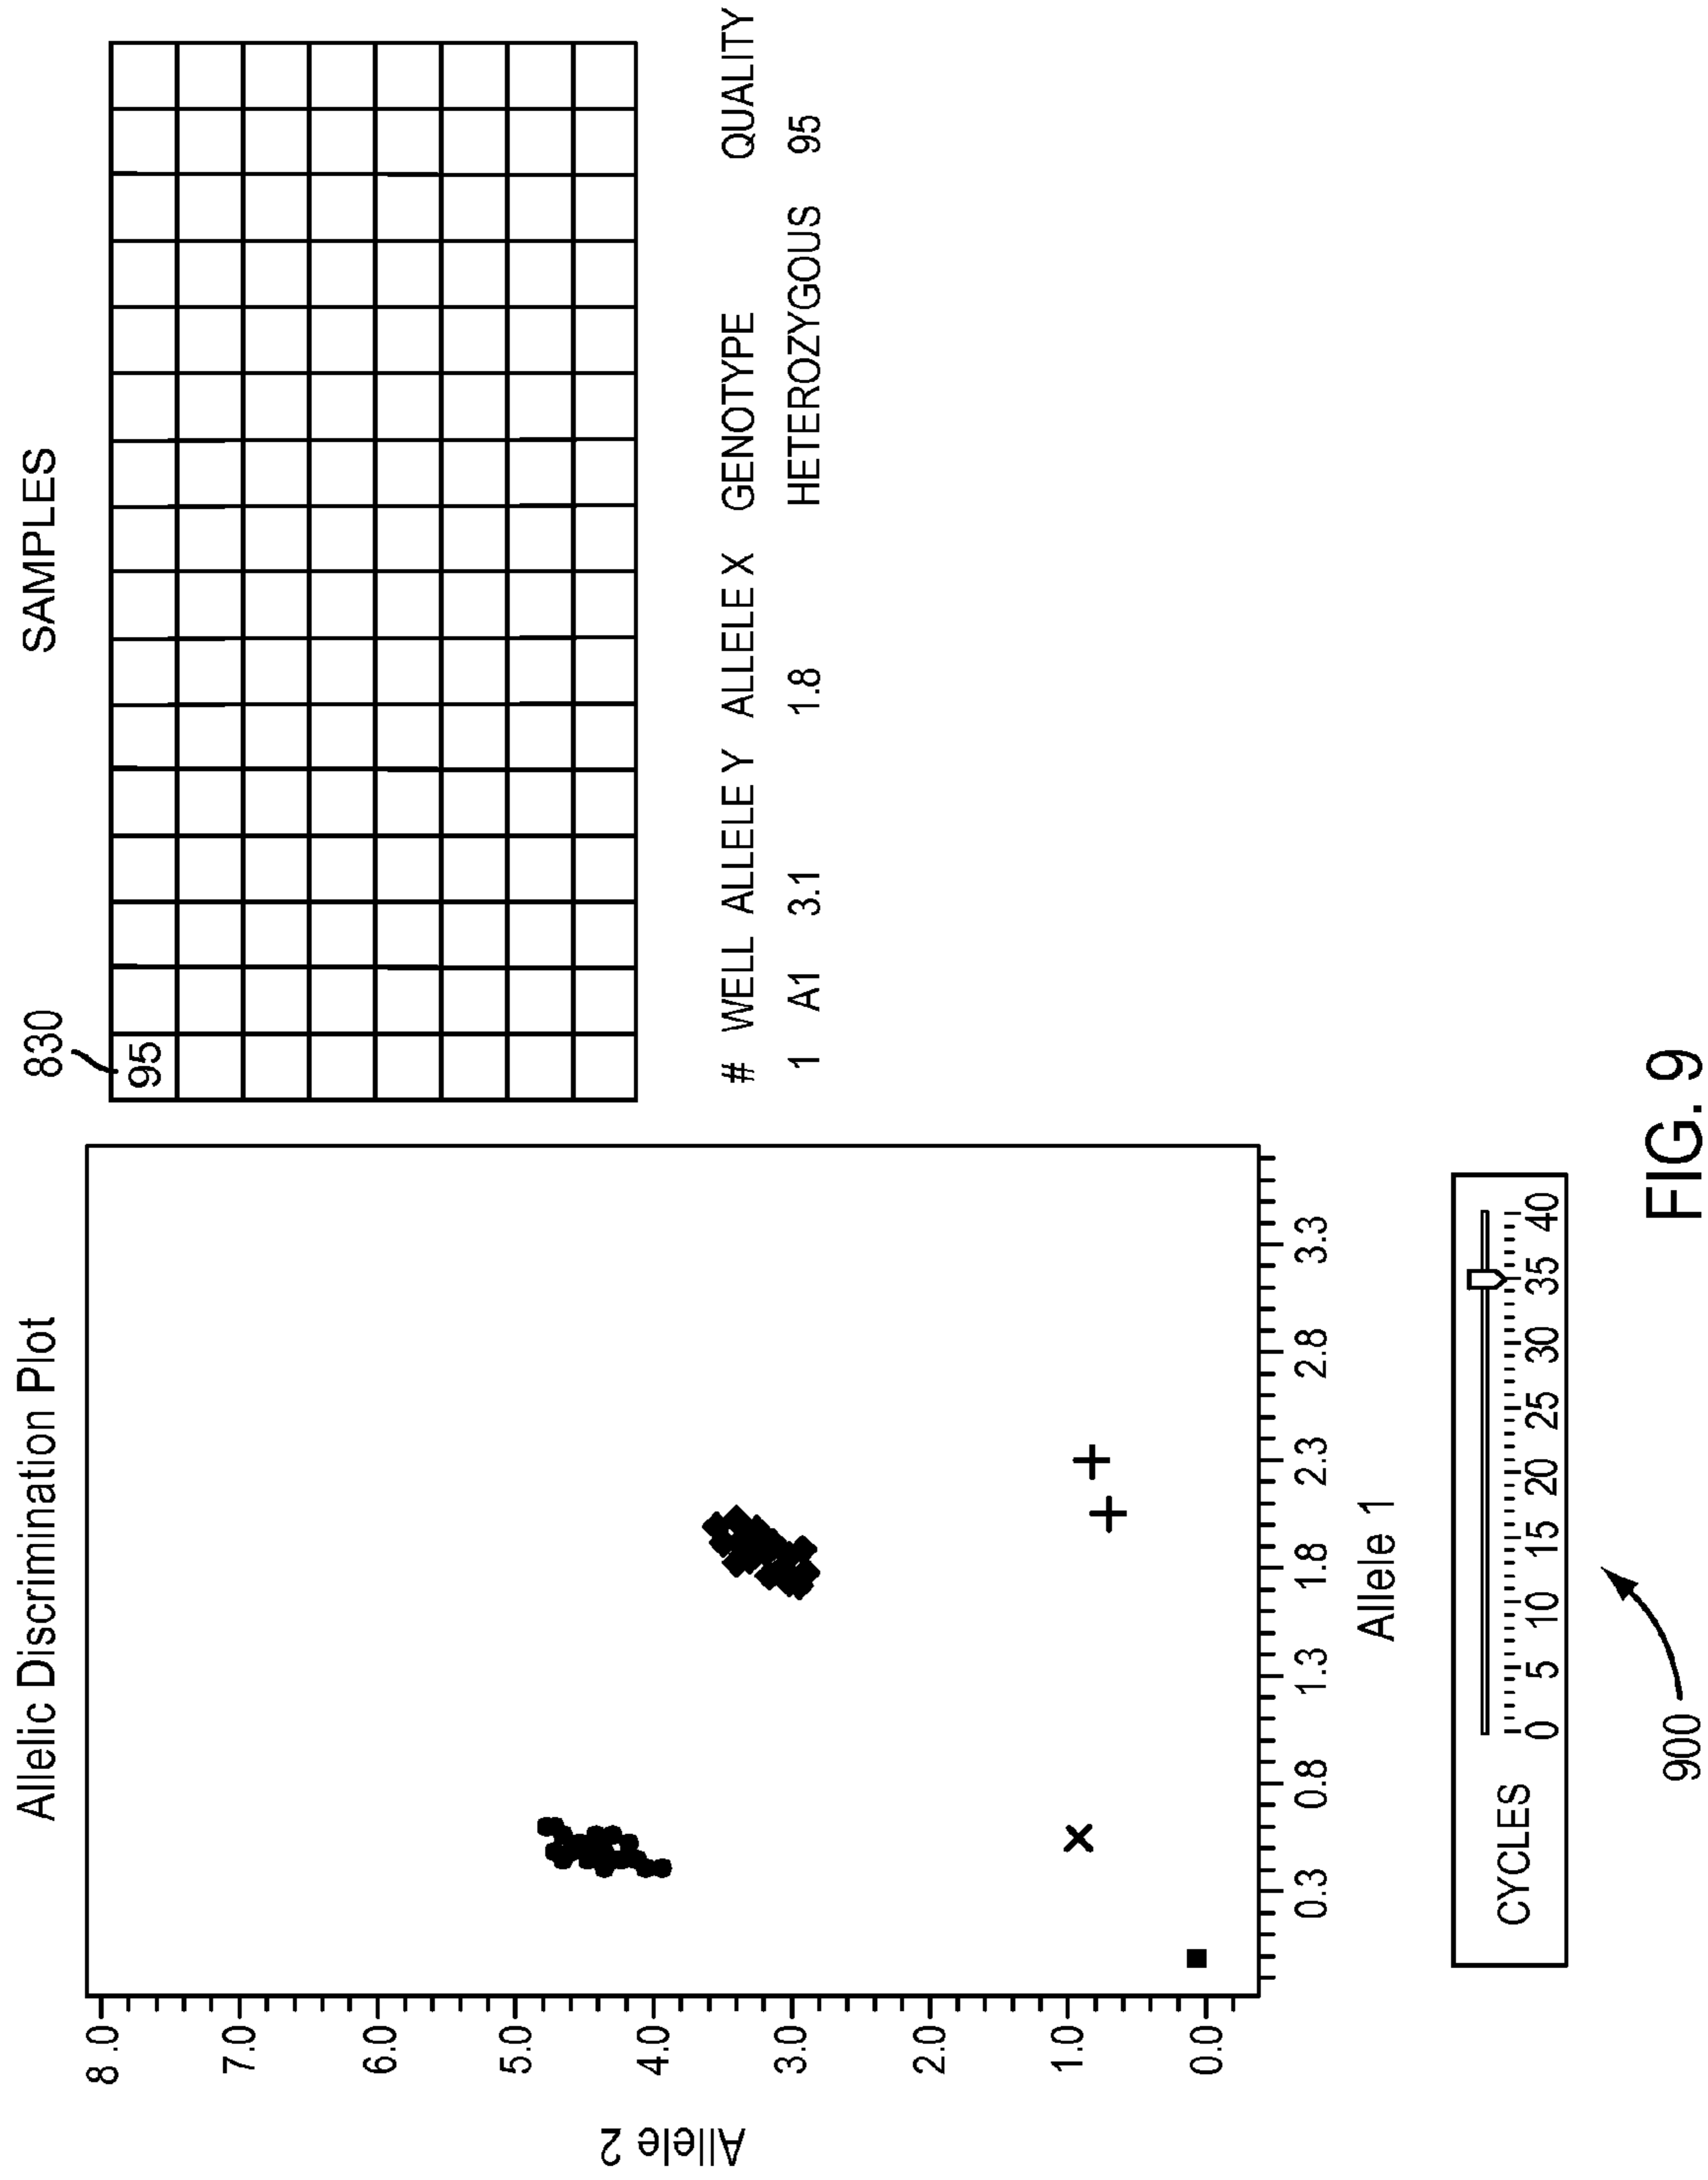 Allelic Discrimination Plot
8.0
7.0
6.0
5.0
4.0
3.0
2.0
1.0
0.0
Allele 2
0.3 0.8 1.3 1.8 2.3 2.8 3.3
Allele 1
CYCLES
0 5 10 15 20 25 30 35 40
900
SAMPLES
830
95
# WELL ALLELE Y ALLELE X GENOTYPE QUALITY
1 A1 3.1 1.8 HETEROZYGOUS 95
FIG. 9